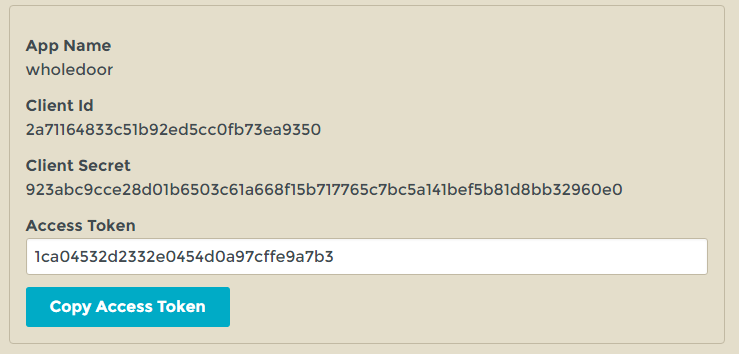 App Name
wholedoor
Client Id
2a71164833c51b92ed5cc0fb73ea9350
Client Secret
923abc9cce28d01b6503c61a668f15b717765c7bc5a141bef5b81d8bb32960e0
Access Token
1ca04532d2332e0454d0a97cffe9a7b3
Copy Access Token